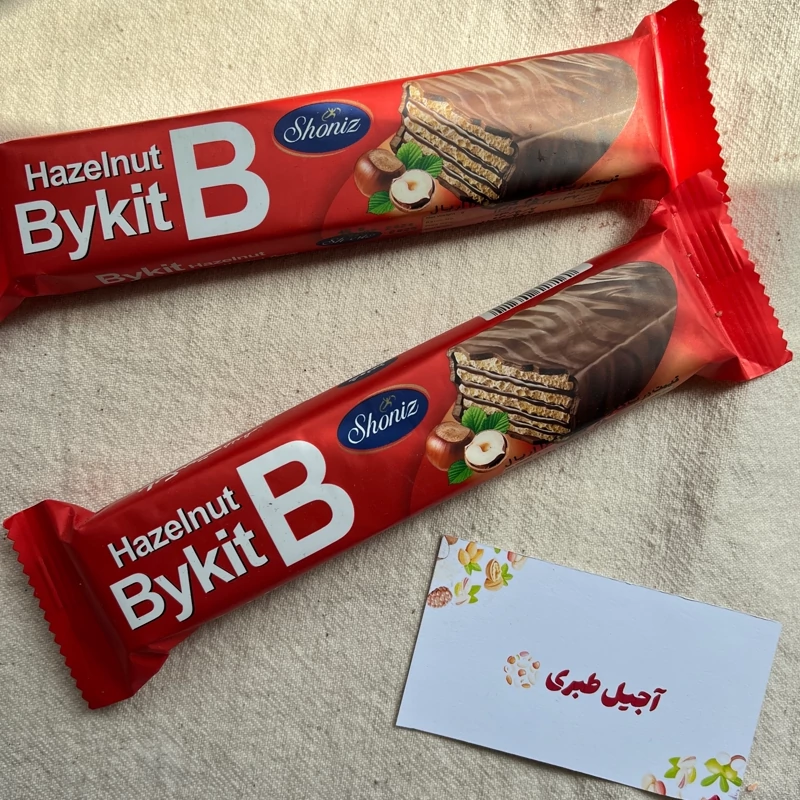 Hazelnut
Bykit
B
Shoniz
Bykit Hazelnut
Hazelnut
Bykit
B
Shoniz
آجیل طبری